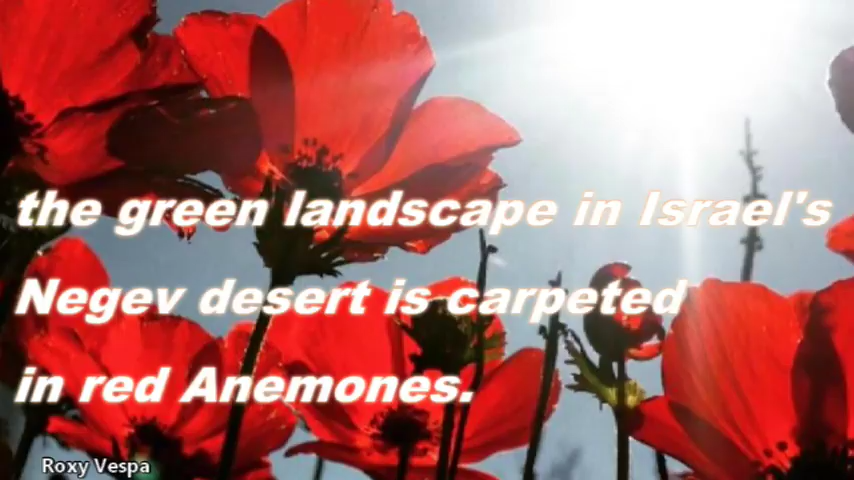 the green landscape in Israel's
Negev desert is carpeted
in red Anemones.
Roxy Vespa